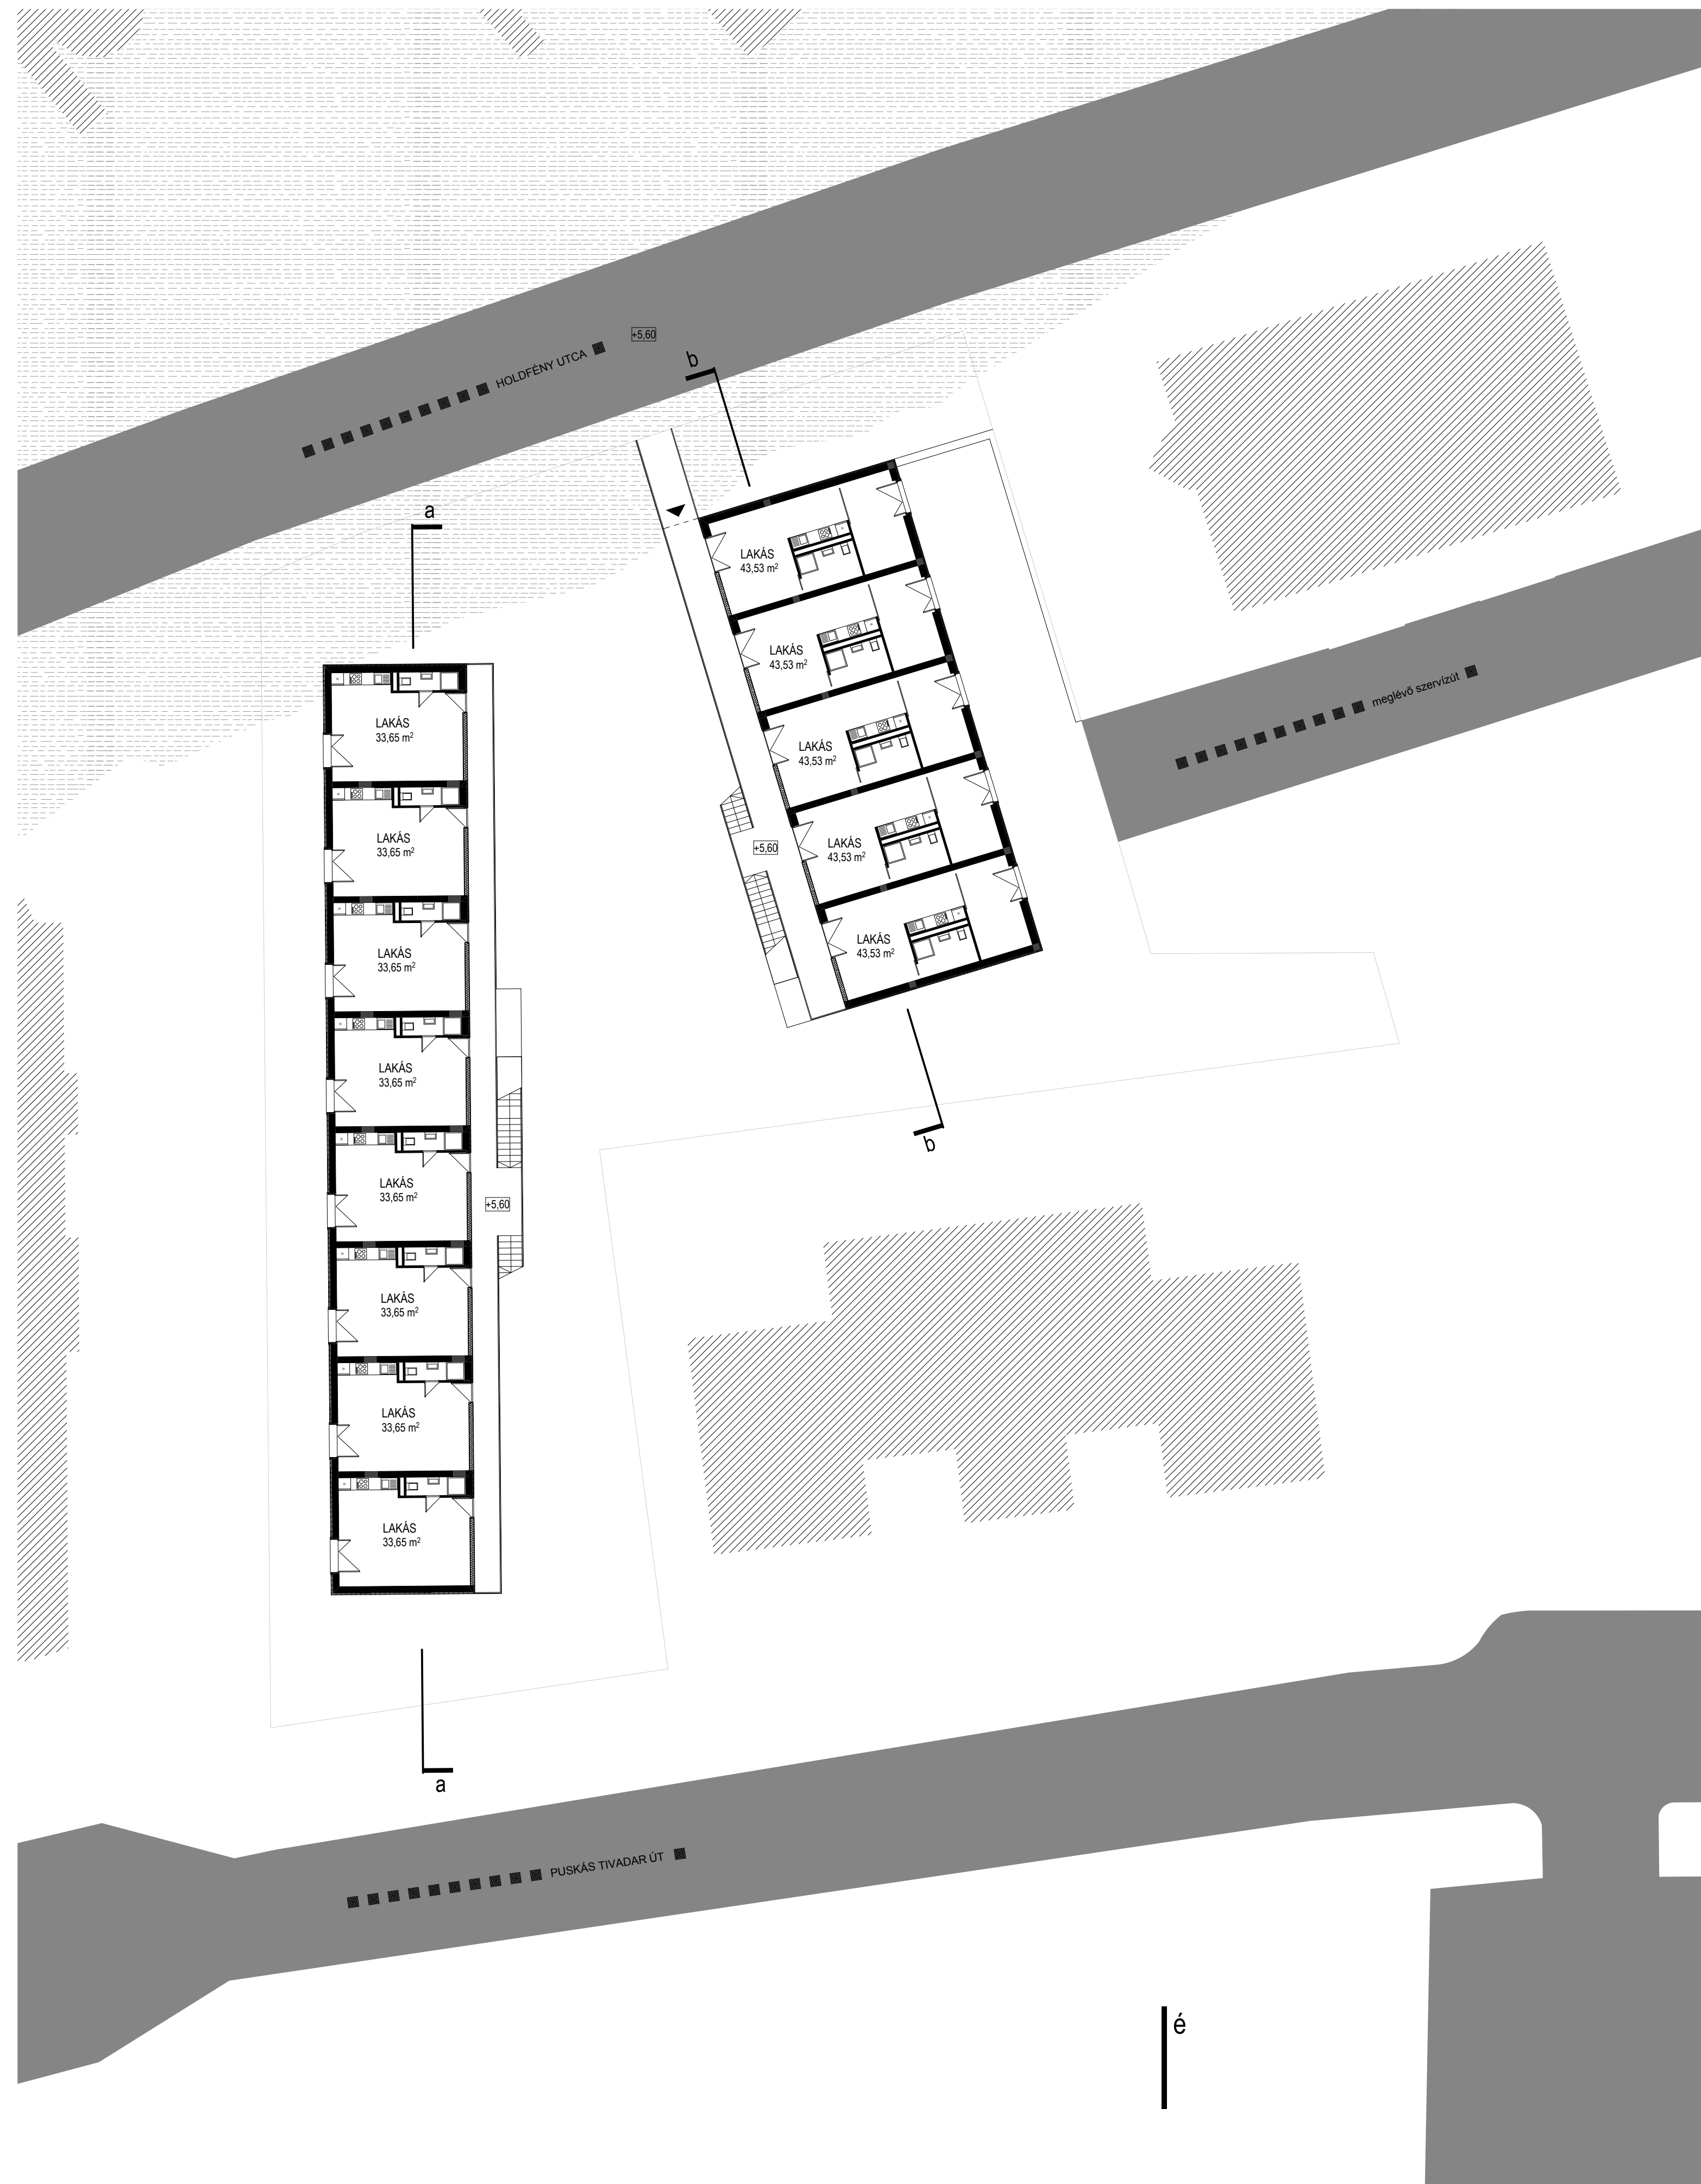 +5,60
HOLDFÉNY UTCA
b
a
LAKÁS
43,53 m²
LAKÁS
43,53 m²
LAKÁS
43,53 m²
LAKÁS
43,53 m²
LAKÁS
43,53 m²
+5,60
meglévő szervízút
LAKÁS
33,65 m²
LAKÁS
33,65 m²
LAKÁS
33,65 m²
LAKÁS
33,65 m²
LAKÁS
33,65 m²
LAKÁS
33,65 m²
LAKÁS
33,65 m²
LAKÁS
33,65 m²
+5,60
b
a
PUSKÁS TIVADAR ÚT
é